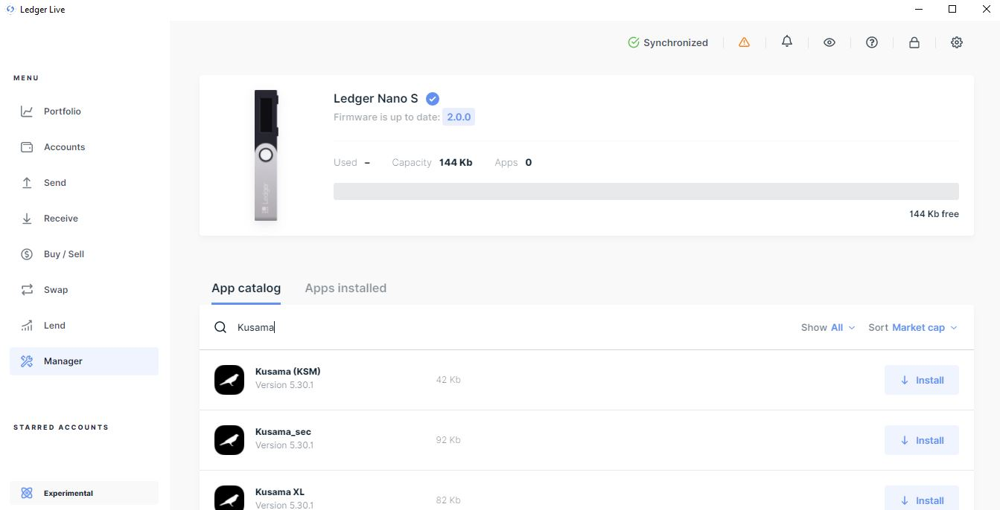 Ledger Live
Synchronized
MENU
Portfolio
Accounts
Send
Receive
Buy / Sell
Swap
Lend
Manager
STARRED ACCOUNTS
Experimental
Ledger Nano S
Firmware is up to date: 2.0.0
Used – Capacity 144 Kb Apps 0
144 Kb free
Ledger
App catalog Apps installed
Kusama Show All Sort Market cap
Kusama (KSM)
Version 5.30.1
42 Kb
Install
Kusama_sec
Version 5.30.1
92 Kb
Install
Kusama XL
Version 5.30.1
82 Kb
Install